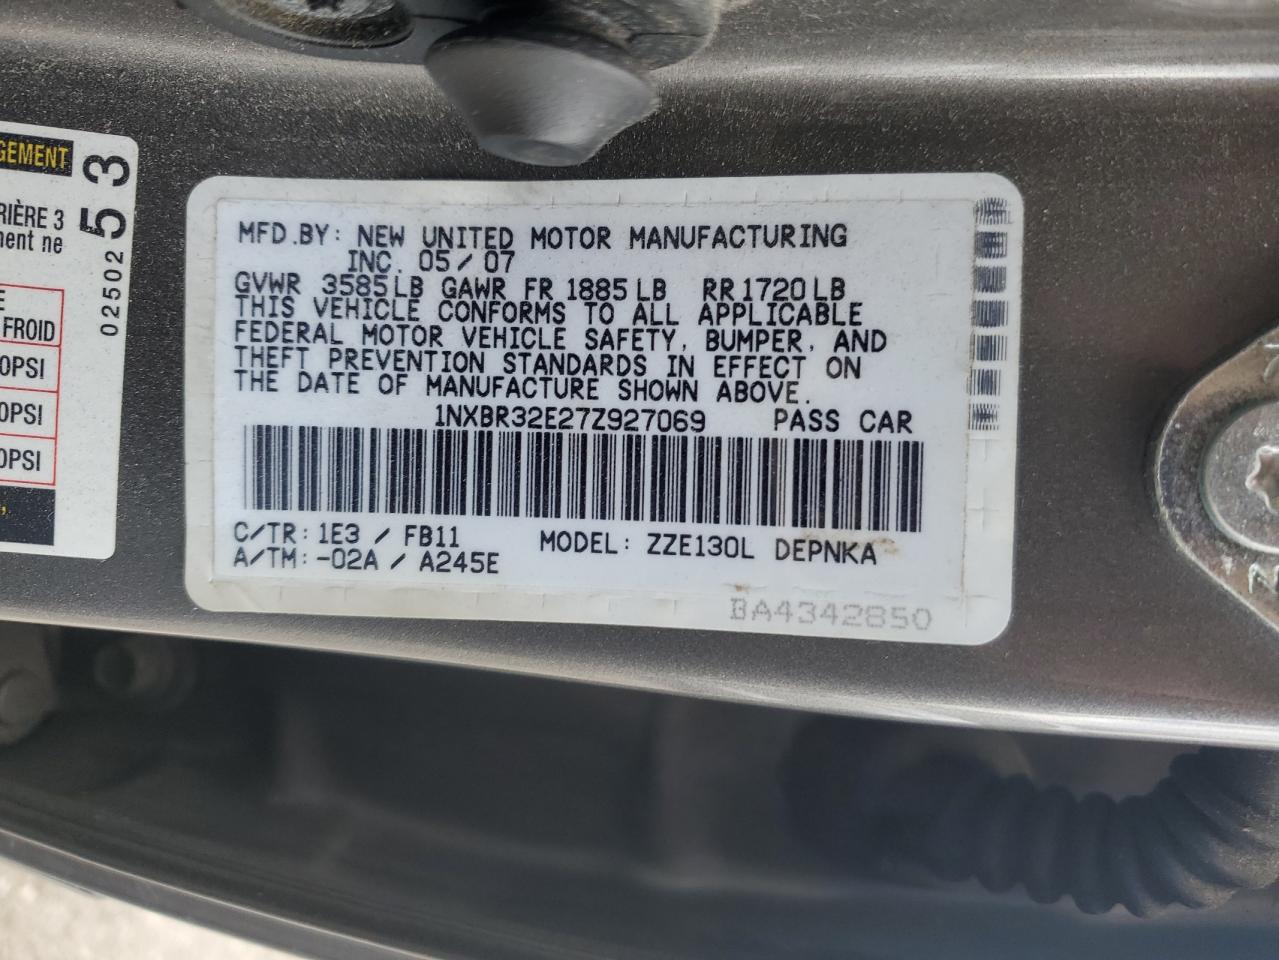 GEMENT
RIÈRE 3
ment ne
E
FROID
0PSI
0PSI
0PSI
02502 53
MFD.BY: NEW UNITED MOTOR MANUFACTURING
INC. 05/07
GVWR 3585LB GAWR FR 1885LB RR1720LB
THIS VEHICLE CONFORMS TO ALL APPLICABLE
FEDERAL MOTOR VEHICLE SAFETY, BUMPER, AND
THEFT PREVENTION STANDARDS IN EFFECT ON
THE DATE OF MANUFACTURE SHOWN ABOVE.
1NXBR32E27Z927069 PASS CAR
C/TR: 1E3 / FB11 MODEL: ZZE130L DEPNKA
A/TM:-02A / A245E
BA4342850